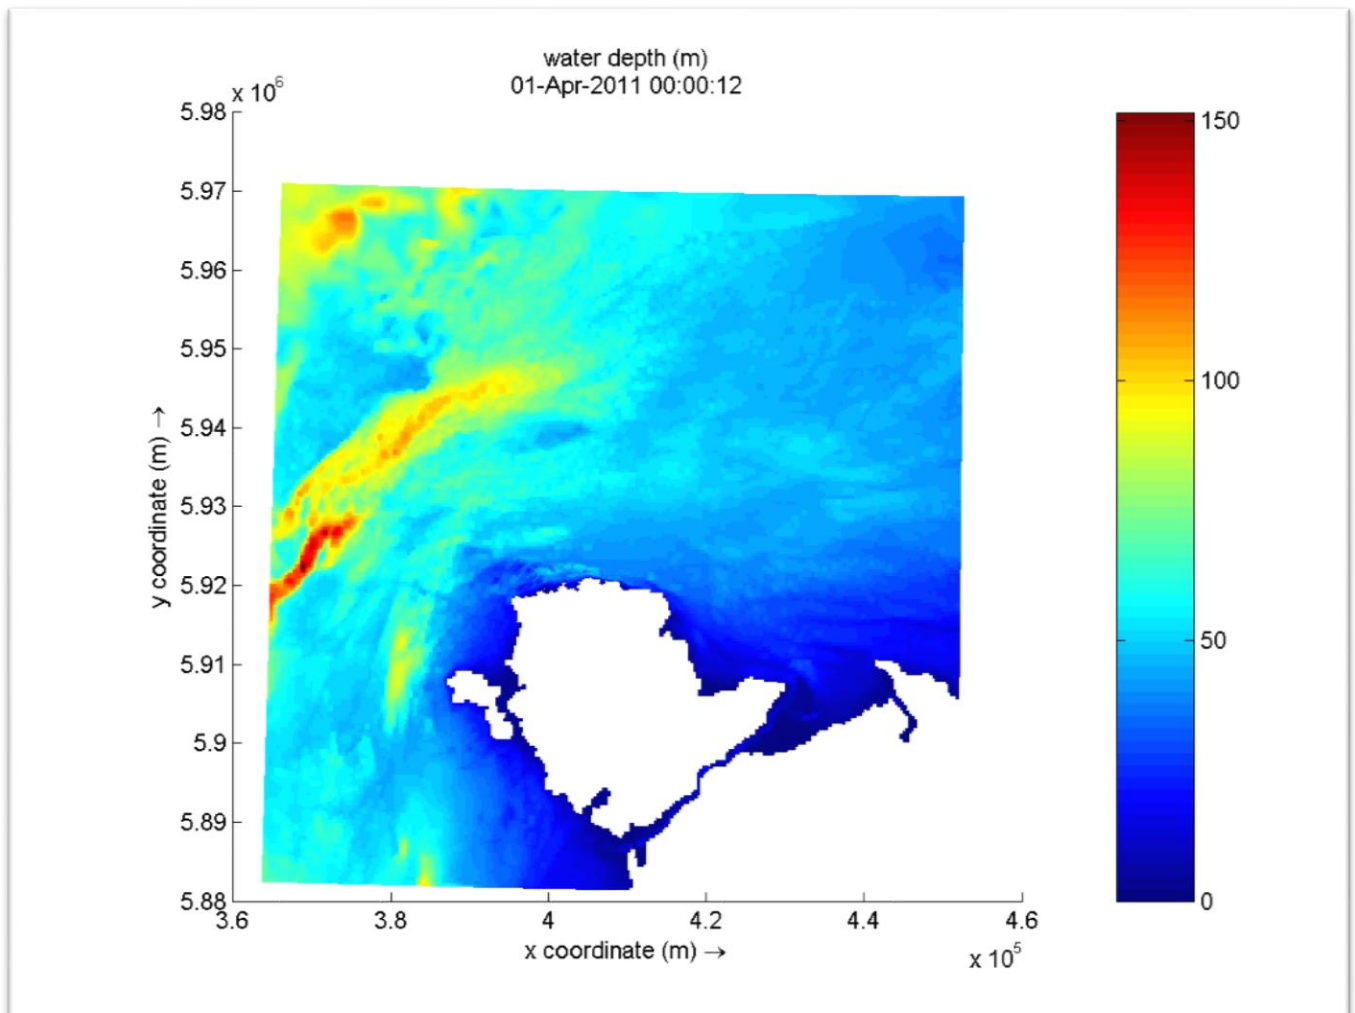 water depth (m)
01-Apr-2011 00:00:12
x 10^6
5.98
5.97
5.96
5.95
5.94
5.93
5.92
5.91
5.9
5.89
5.88
y coordinate (m) →
3.6 3.8 4 4.2 4.4 4.6
x coordinate (m) →
x 10^5
150
100
50
0